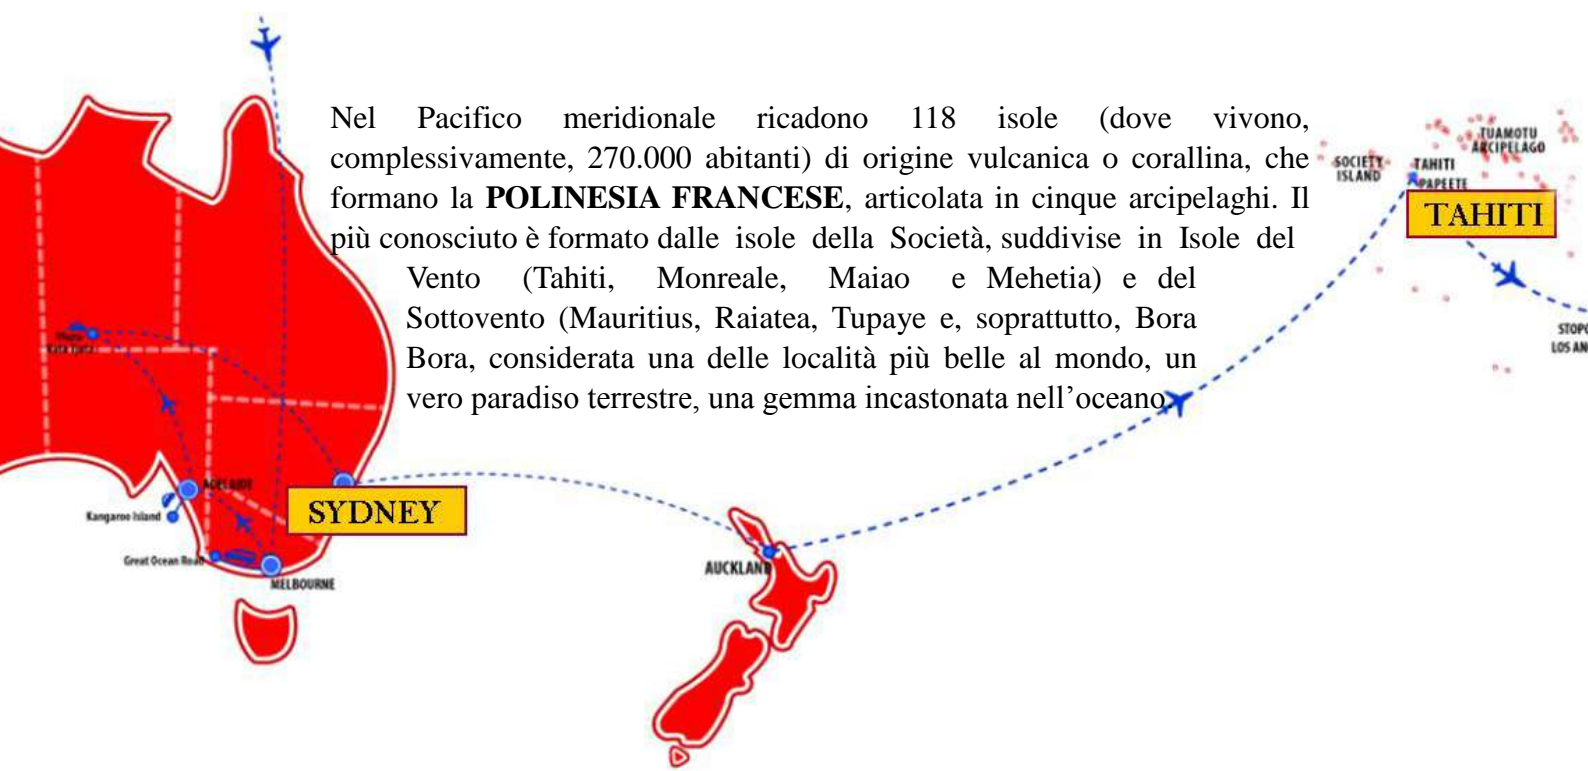 Nel Pacifico meridionale ricadono 118 isole (dove vivono,
complessivamente, 270.000 abitanti) di origine vulcanica o corallina, che
formano la POLINESIA FRANCESE, articolata in cinque arcipelaghi. Il
più conosciuto è formato dalle isole della Società, suddivise in Isole del
Vento (Tahiti, Monreale, Maiao e Mehetia) e del
Sottovento (Mauritius, Raiatea, Tupaye e, soprattutto, Bora
Bora, considerata una delle località più belle al mondo, un
vero paradiso terrestre, una gemma incastonata nell’oceano.
TUAMOTU
ARCIPELAGO
SOCIETY
ISLAND
TAHITI
PAPEETE
TAHITI
ADELAIDE
Kangaroo Island
SYDNEY
Great Ocean Road
MELBOURNE
AUCKLAND